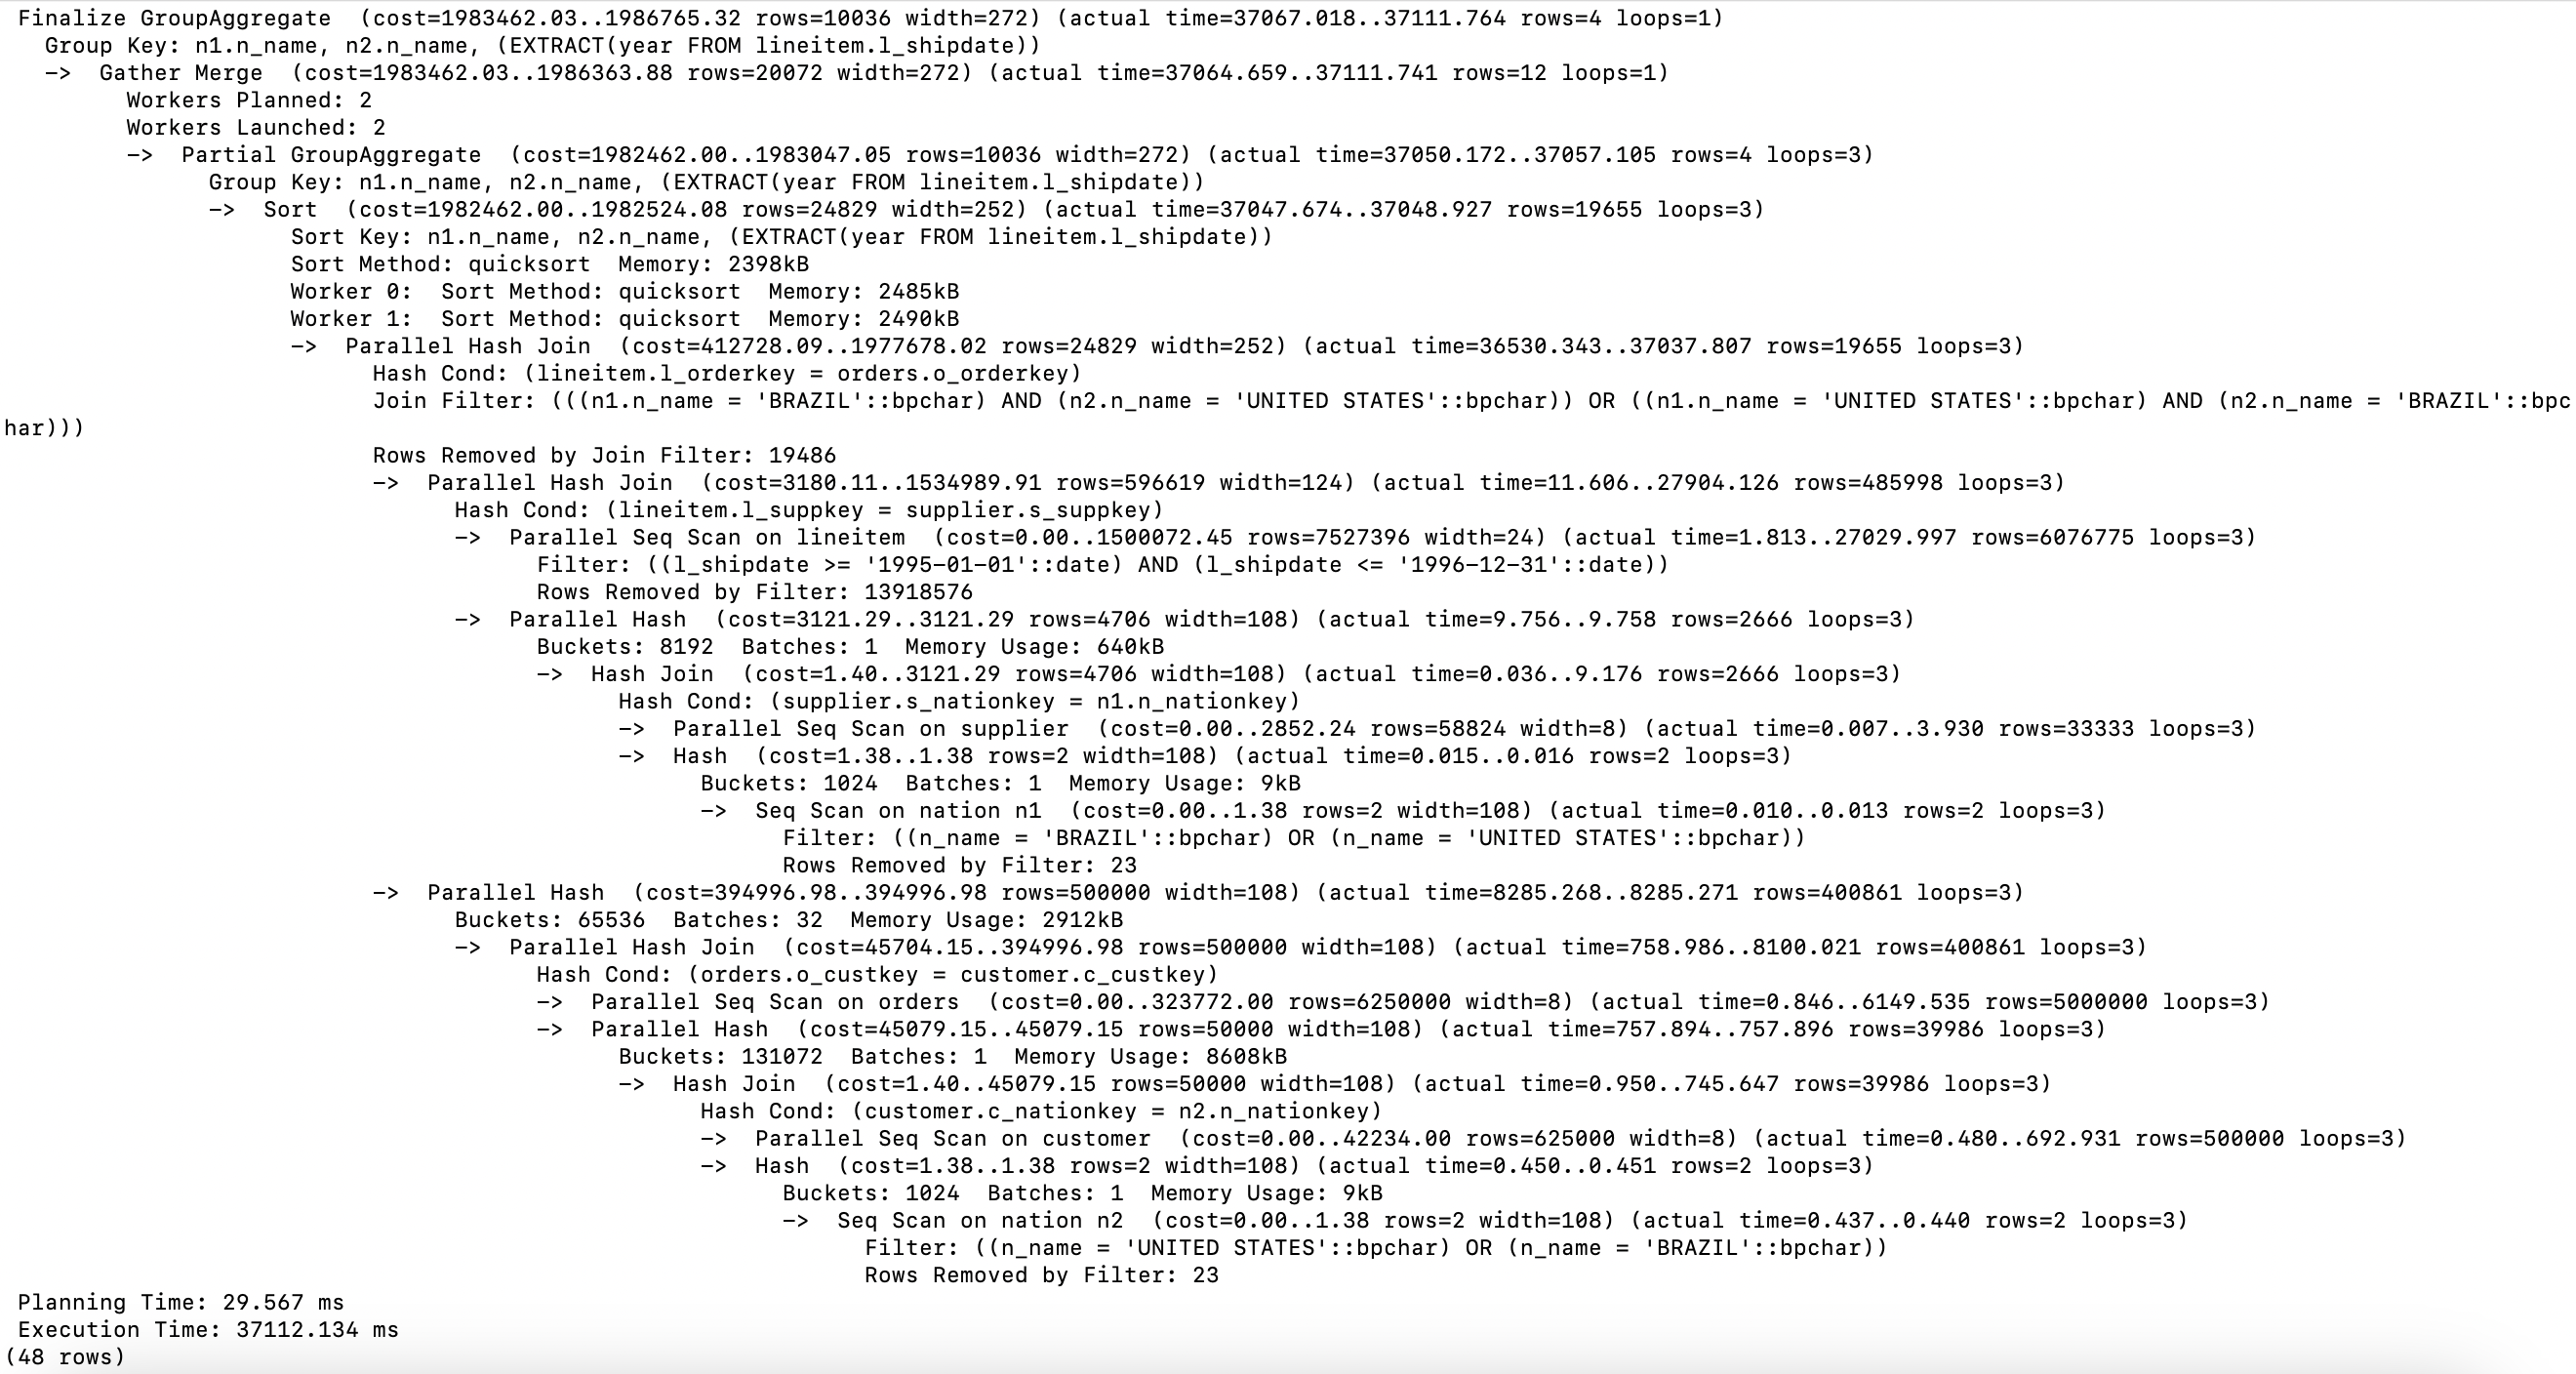 Finalize GroupAggregate  (cost=1983462.03..1986765.32 rows=10036 width=272) (actual time=37067.018..37111.764 rows=4 loops=1)
  Group Key: n1.n_name, n2.n_name, (EXTRACT(year FROM lineitem.l_shipdate))
  ->  Gather Merge  (cost=1983462.03..1986363.88 rows=20072 width=272) (actual time=37064.659..37111.741 rows=12 loops=1)
        Workers Planned: 2
        Workers Launched: 2
        ->  Partial GroupAggregate  (cost=1982462.00..1983047.05 rows=10036 width=272) (actual time=37050.172..37057.105 rows=4 loops=3)
              Group Key: n1.n_name, n2.n_name, (EXTRACT(year FROM lineitem.l_shipdate))
              ->  Sort  (cost=1982462.00..1982524.08 rows=24829 width=252) (actual time=37047.674..37048.927 rows=19655 loops=3)
                    Sort Key: n1.n_name, n2.n_name, (EXTRACT(year FROM lineitem.l_shipdate))
                    Sort Method: quicksort  Memory: 2398kB
                    Worker 0:  Sort Method: quicksort  Memory: 2485kB
                    Worker 1:  Sort Method: quicksort  Memory: 2490kB
                    ->  Parallel Hash Join  (cost=412728.09..1977678.02 rows=24829 width=252) (actual time=36530.343..37037.807 rows=19655 loops=3)
                          Hash Cond: (lineitem.l_orderkey = orders.o_orderkey)
                          Join Filter: (((n1.n_name = 'BRAZIL'::bpchar) AND (n2.n_name = 'UNITED STATES'::bpchar)) OR ((n1.n_name = 'UNITED STATES'::bpchar) AND (n2.n_name = 'BRAZIL'::bpc
har)))
                          Rows Removed by Join Filter: 19486
                          ->  Parallel Hash Join  (cost=3180.11..1534989.91 rows=596619 width=124) (actual time=11.606..27904.126 rows=485998 loops=3)
                                Hash Cond: (lineitem.l_suppkey = supplier.s_suppkey)
                                ->  Parallel Seq Scan on lineitem  (cost=0.00..1500072.45 rows=7527396 width=24) (actual time=1.813..27029.997 rows=6076775 loops=3)
                                      Filter: ((l_shipdate >= '1995-01-01'::date) AND (l_shipdate <= '1996-12-31'::date))
                                      Rows Removed by Filter: 13918576
                                ->  Parallel Hash  (cost=3121.29..3121.29 rows=4706 width=108) (actual time=9.756..9.758 rows=2666 loops=3)
                                      Buckets: 8192  Batches: 1  Memory Usage: 640kB
                                      ->  Hash Join  (cost=1.40..3121.29 rows=4706 width=108) (actual time=0.036..9.176 rows=2666 loops=3)
                                            Hash Cond: (supplier.s_nationkey = n1.n_nationkey)
                                            ->  Parallel Seq Scan on supplier  (cost=0.00..2852.24 rows=58824 width=8) (actual time=0.007..3.930 rows=33333 loops=3)
                                            ->  Hash  (cost=1.38..1.38 rows=2 width=108) (actual time=0.015..0.016 rows=2 loops=3)
                                                  Buckets: 1024  Batches: 1  Memory Usage: 9kB
                                                  ->  Seq Scan on nation n1  (cost=0.00..1.38 rows=2 width=108) (actual time=0.010..0.013 rows=2 loops=3)
                                                        Filter: ((n_name = 'BRAZIL'::bpchar) OR (n_name = 'UNITED STATES'::bpchar))
                                                        Rows Removed by Filter: 23
                          ->  Parallel Hash  (cost=394996.98..394996.98 rows=500000 width=108) (actual time=8285.268..8285.271 rows=400861 loops=3)
                                Buckets: 65536  Batches: 32  Memory Usage: 2912kB
                                ->  Parallel Hash Join  (cost=45704.15..394996.98 rows=500000 width=108) (actual time=758.986..8100.021 rows=400861 loops=3)
                                      Hash Cond: (orders.o_custkey = customer.c_custkey)
                                      ->  Parallel Seq Scan on orders  (cost=0.00..323772.00 rows=6250000 width=8) (actual time=0.846..6149.535 rows=5000000 loops=3)
                                      ->  Parallel Hash  (cost=45079.15..45079.15 rows=50000 width=108) (actual time=757.894..757.896 rows=39986 loops=3)
                                            Buckets: 131072  Batches: 1  Memory Usage: 8608kB
                                            ->  Hash Join  (cost=1.40..45079.15 rows=50000 width=108) (actual time=0.950..745.647 rows=39986 loops=3)
                                                  Hash Cond: (customer.c_nationkey = n2.n_nationkey)
                                                  ->  Parallel Seq Scan on customer  (cost=0.00..42234.00 rows=625000 width=8) (actual time=0.480..692.931 rows=500000 loops=3)
                                                  ->  Hash  (cost=1.38..1.38 rows=2 width=108) (actual time=0.450..0.451 rows=2 loops=3)
                                                        Buckets: 1024  Batches: 1  Memory Usage: 9kB
                                                        ->  Seq Scan on nation n2  (cost=0.00..1.38 rows=2 width=108) (actual time=0.437..0.440 rows=2 loops=3)
                                                              Filter: ((n_name = 'UNITED STATES'::bpchar) OR (n_name = 'BRAZIL'::bpchar))
                                                              Rows Removed by Filter: 23
Planning Time: 29.567 ms
Execution Time: 37112.134 ms
(48 rows)